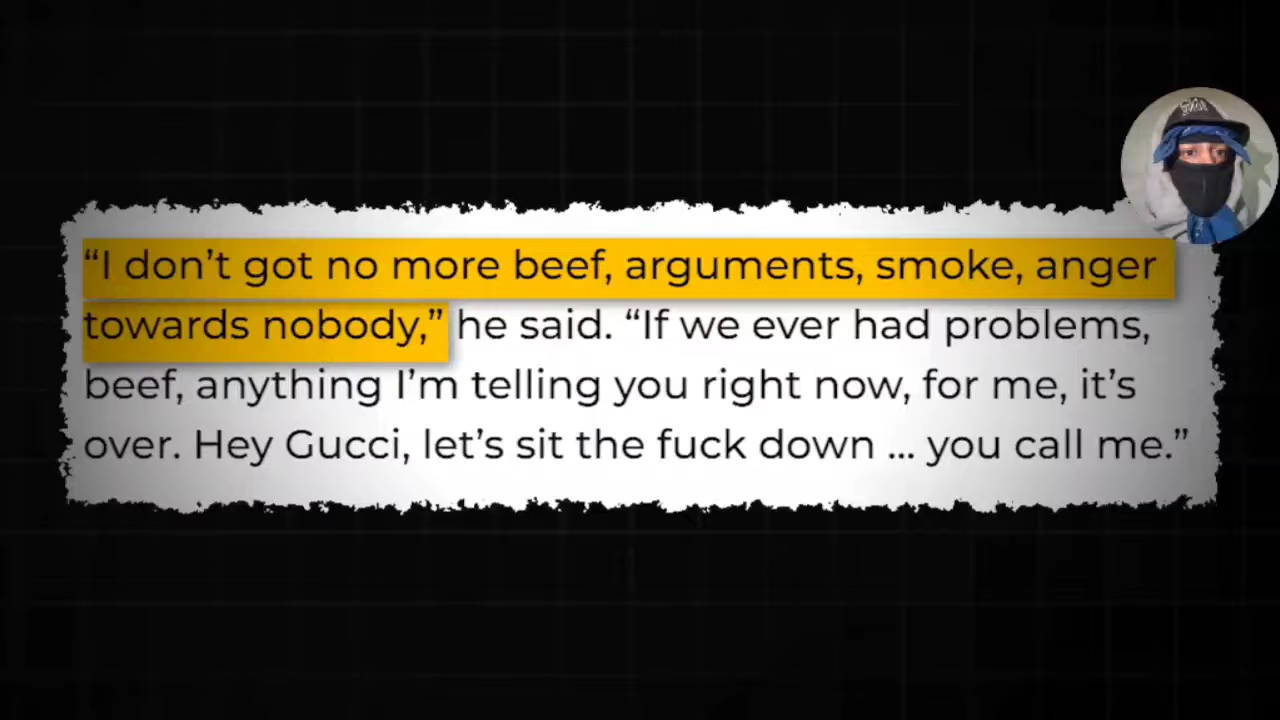 “I don’t got no more beef, arguments, smoke, anger
towards nobody,” he said. “If we ever had problems,
beef, anything I’m telling you right now, for me, it’s
over. Hey Gucci, let’s sit the fuck down ... you call me.”